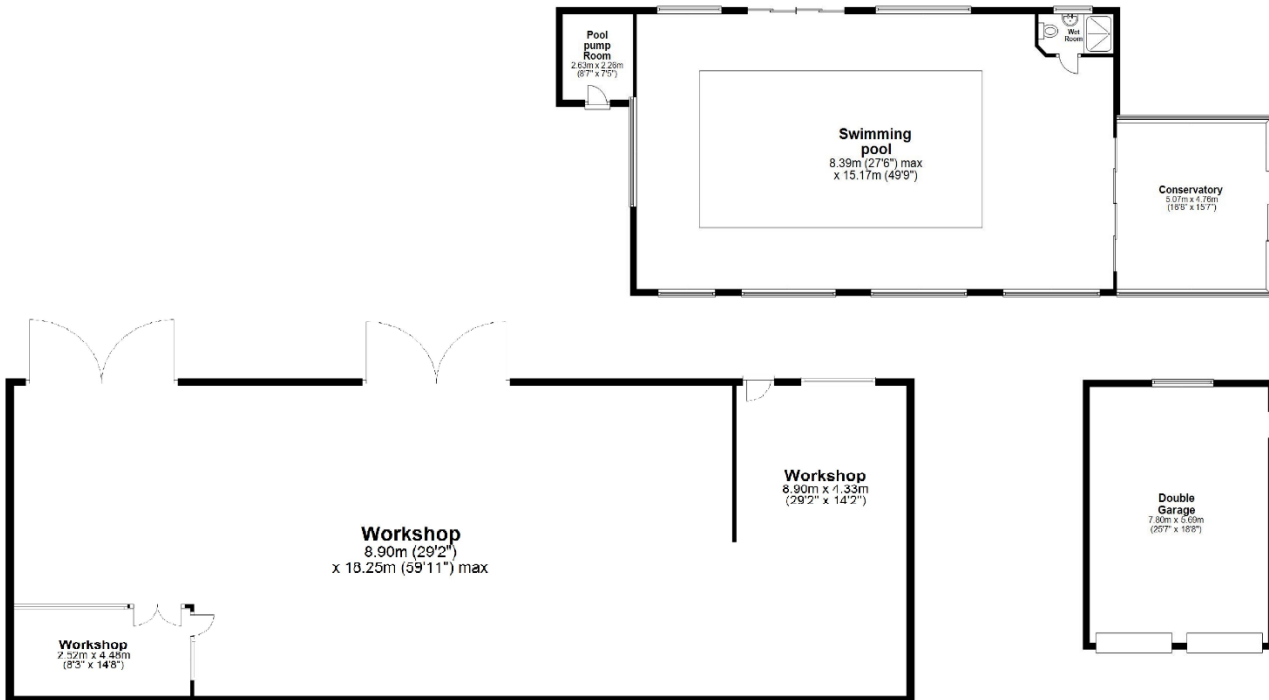 Pool
pump
Room
2.63m x 2.26m
(8'7" x 7'5")
Wet
Room
Swimming
pool
8.39m (27'6") max
x 15.17m (49'9")
Conservatory
5.07m x 4.76m
(16'8" x 15'7")
Workshop
8.90m x 4.33m
(29'2" x 14'2")
Workshop
8.90m (29'2")
x 18.25m (59'11") max
Double
Garage
7.80m x 5.69m
(25'7" x 18'8")
Workshop
2.52m x 4.48m
(8'3" x 14'8")